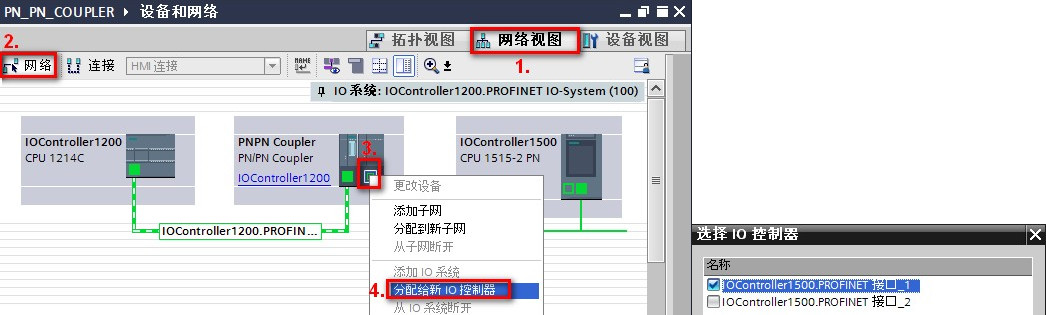 PN_PN_COUPLER ▸ 设备和网络
拓扑视图 网络视图 设备视图
2. 1.
网络 连接 HMI 连接
IO 系统: IOController1200.PROFINET IO-System (100)
IOController1200
CPU 1214C
PNPN Coupler
PN/PN Coupler
IOController1200
3.
IOController1500
CPU 1515-2 PN
IOController1200.PROFIN...
更改设备
添加子网
分配到新子网
从子网断开
添加 IO 系统
4. 分配给新 IO 控制器
从 IO 系统断开
选择 IO 控制器
名称
IOController1500.PROFINET 接口_1
IOController1500.PROFINET 接口_2